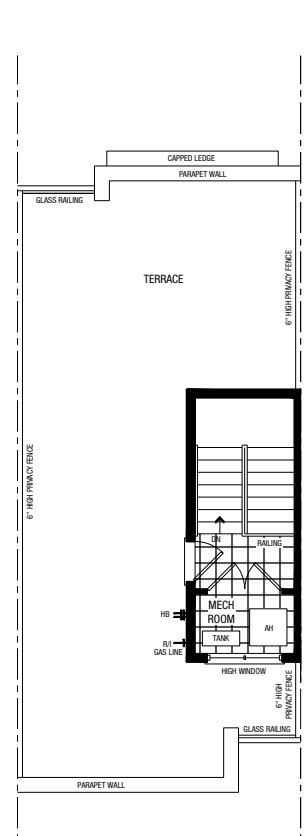 CAPPED LEDGE
PARAPET WALL
GLASS RAILING
TERRACE
6" HIGH PRIVACY FENCE
6" HIGH PRIVACY FENCE
DN
RAILING
MECH
ROOM
HB
AH
TANK
R/I
GAS LINE
HIGH WINDOW
6" HIGH
PRIVACY FENCE
GLASS RAILING
PARAPET WALL